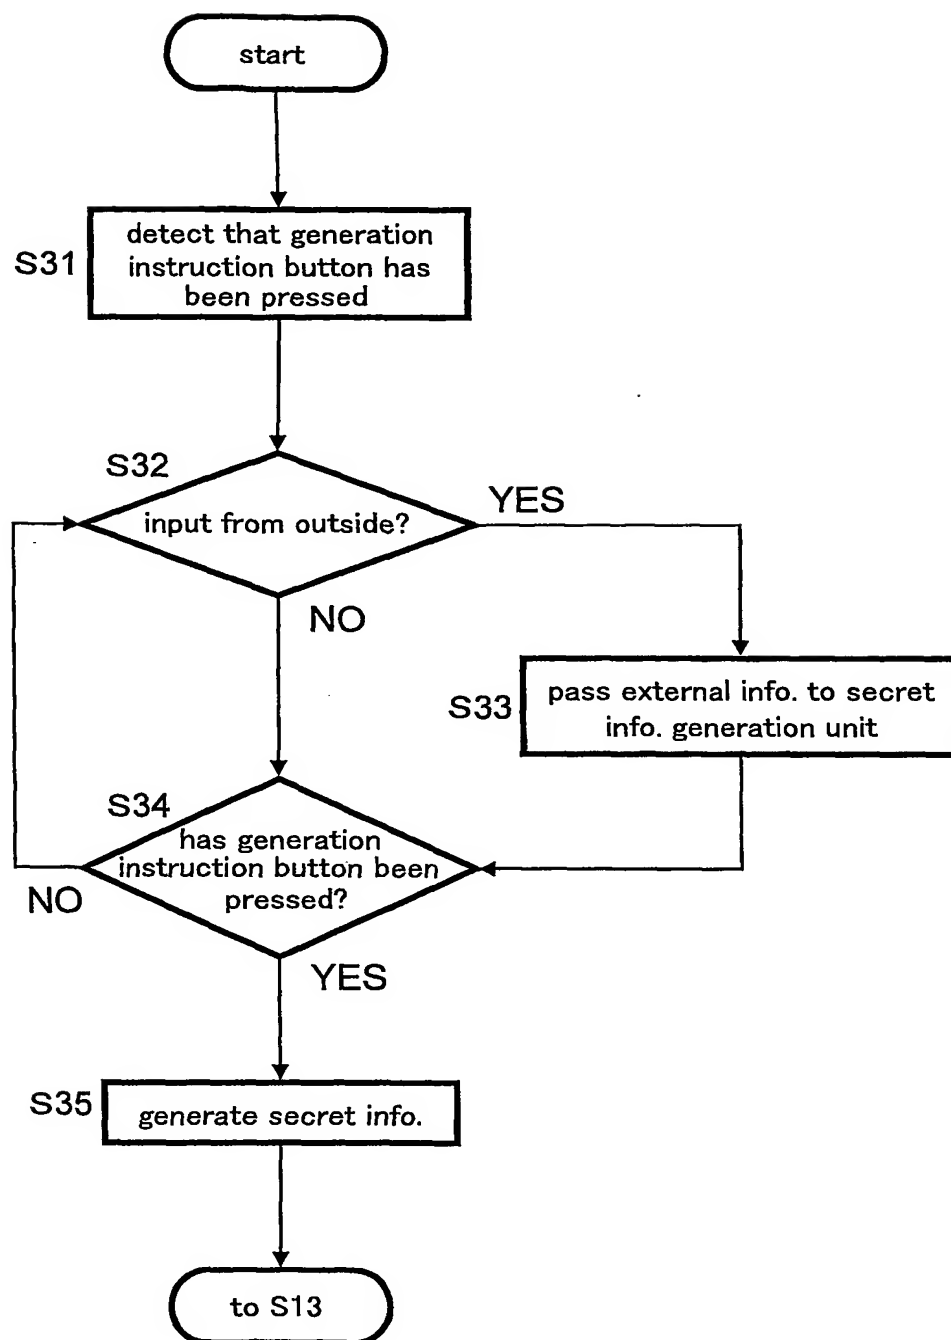 start
S31
detect that generation
instruction button has
been pressed
S32
input from outside?
YES
NO
S33
pass external info. to secret
info. generation unit
S34
has generation
instruction button been
pressed?
NO
YES
S35
generate secret info.
to S13